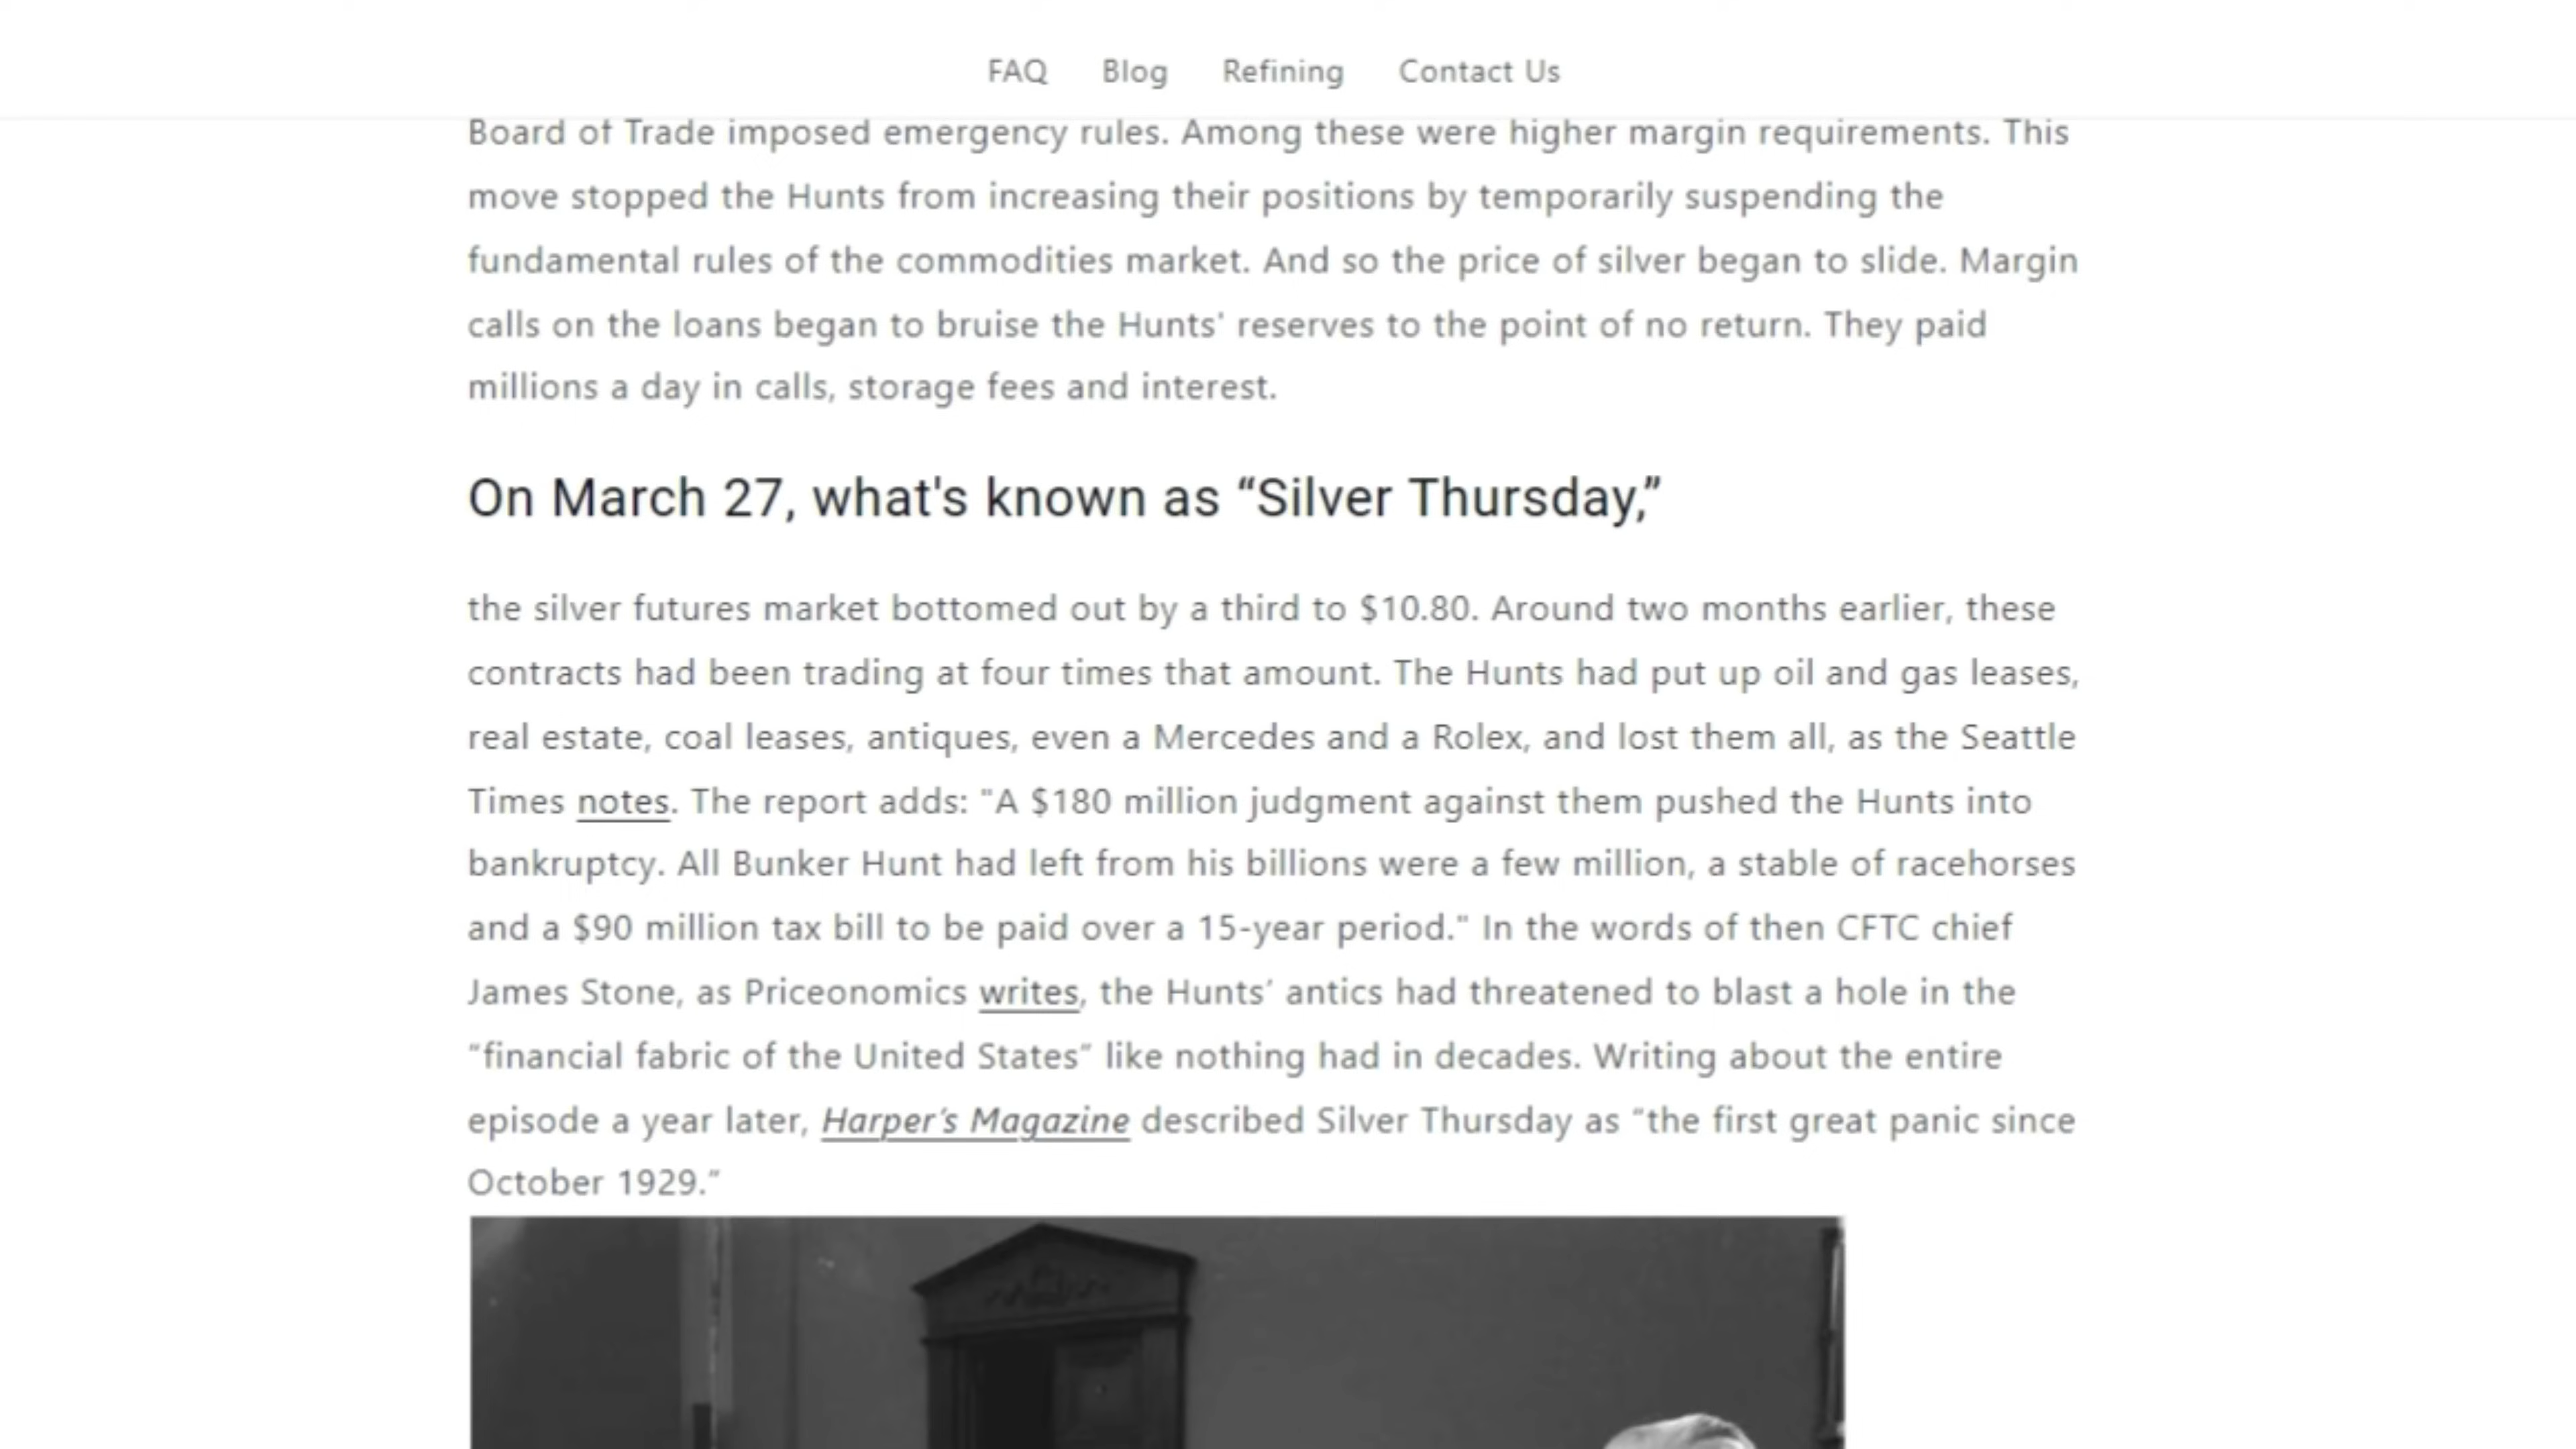 FAQ Blog Refining Contact Us
Board of Trade imposed emergency rules. Among these were higher margin requirements. This
move stopped the Hunts from increasing their positions by temporarily suspending the
fundamental rules of the commodities market. And so the price of silver began to slide. Margin
calls on the loans began to bruise the Hunts' reserves to the point of no return. They paid
millions a day in calls, storage fees and interest.
On March 27, what's known as “Silver Thursday,”
the silver futures market bottomed out by a third to $10.80. Around two months earlier, these
contracts had been trading at four times that amount. The Hunts had put up oil and gas leases,
real estate, coal leases, antiques, even a Mercedes and a Rolex, and lost them all, as the Seattle
Times notes. The report adds: "A $180 million judgment against them pushed the Hunts into
bankruptcy. All Bunker Hunt had left from his billions were a few million, a stable of racehorses
and a $90 million tax bill to be paid over a 15-year period." In the words of then CFTC chief
James Stone, as Priceonomics writes, the Hunts’ antics had threatened to blast a hole in the
“financial fabric of the United States” like nothing had in decades. Writing about the entire
episode a year later, Harper’s Magazine described Silver Thursday as “the first great panic since
October 1929.”